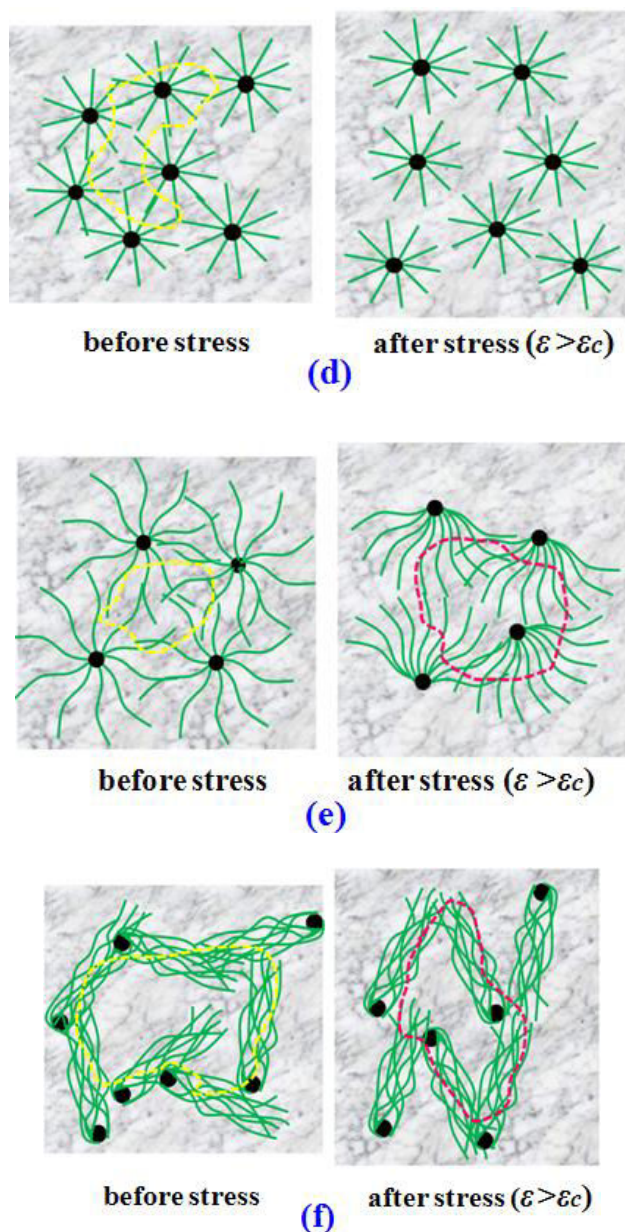 before stress
after stress (ε >εc)
(d)
before stress
after stress (ε >εc)
(e)
before stress
after stress (ε >εc)
(f)